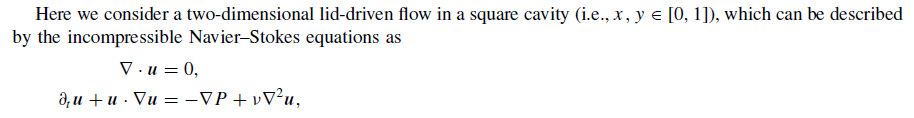 Here we consider a two-dimensional lid-driven flow in a square cavity (i.e., x, y ∈ [0, 1]), which can be described
by the incompressible Navier–Stokes equations as
∇ · u = 0,
∂ₜu + u · ∇u = −∇P + ν∇²u,